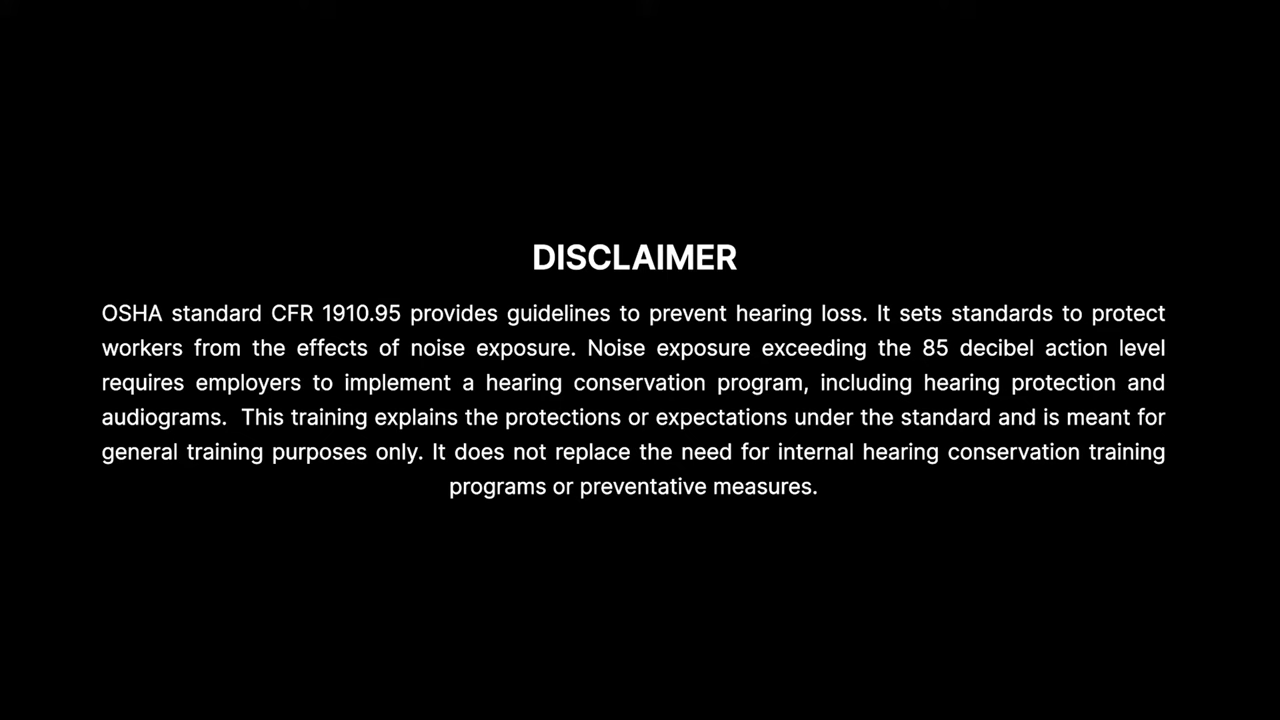 DISCLAIMER
OSHA standard CFR 1910.95 provides guidelines to prevent hearing loss. It sets standards to protect
workers from the effects of noise exposure. Noise exposure exceeding the 85 decibel action level
requires employers to implement a hearing conservation program, including hearing protection and
audiograms.  This training explains the protections or expectations under the standard and is meant for
general training purposes only. It does not replace the need for internal hearing conservation training
programs or preventative measures.